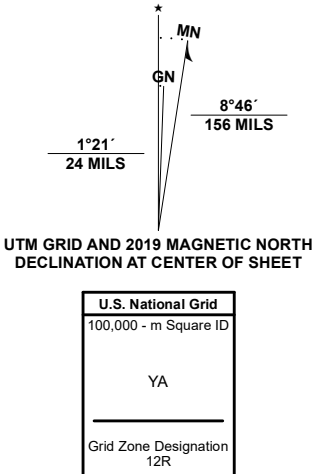 ★
MN
GN
8°46´
156 MILS
1°21´
24 MILS
UTM GRID AND 2019 MAGNETIC NORTH
DECLINATION AT CENTER OF SHEET
U.S. National Grid
100,000 - m Square ID
YA
Grid Zone Designation
12R